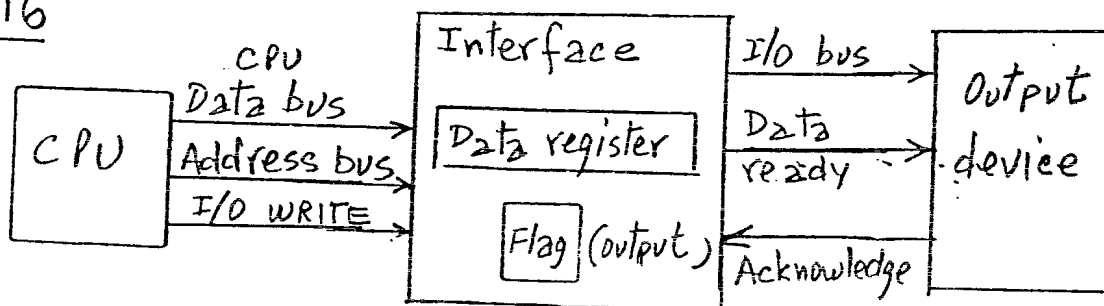 16
CPU
CPU
Data bus
Address bus
I/O WRITE
Interface
Data register
Flag (output)
I/O bus
Data
ready
Acknowledge
Output
device